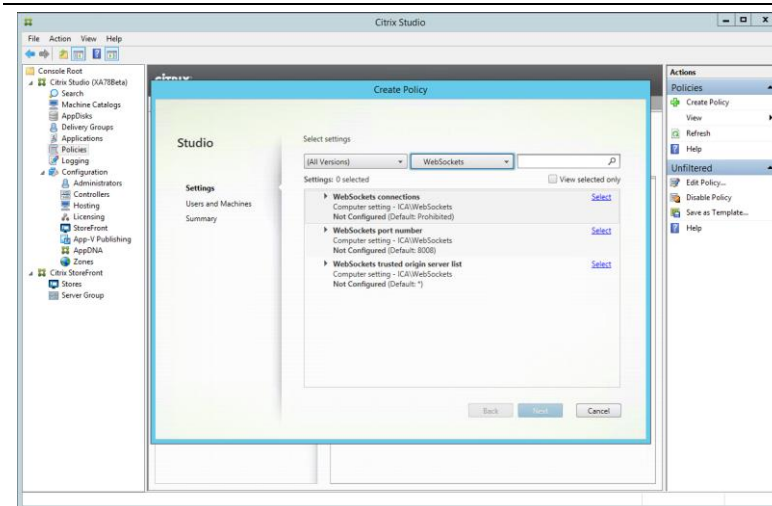 Citrix Studio
File Action View Help
Console Root
Citrix Studio (XA78Beta)
Search
Machine Catalogs
AppDisks
Delivery Groups
Applications
Policies
Logging
Configuration
Administrators
Controllers
Hosting
Licensing
StoreFront
App-V Publishing
AppDNA
Zones
Citrix StoreFront
Stores
Server Group
CİTRIX
Create Policy
Studio
Settings
Users and Machines
Summary
Select settings
(All Versions) WebSockets
Settings: 0 selected View selected only
WebSockets connections Select
Computer setting - ICA\WebSockets
Not Configured (Default: Prohibited)
WebSockets port number Select
Computer setting - ICA\WebSockets
Not Configured (Default: 8008)
WebSockets trusted origin server list Select
Computer setting - ICA\WebSockets
Not Configured (Default: *)
Back Next Cancel
Actions
Policies
Create Policy
View
Refresh
Help
Unfiltered
Edit Policy...
Disable Policy
Save as Template...
Help